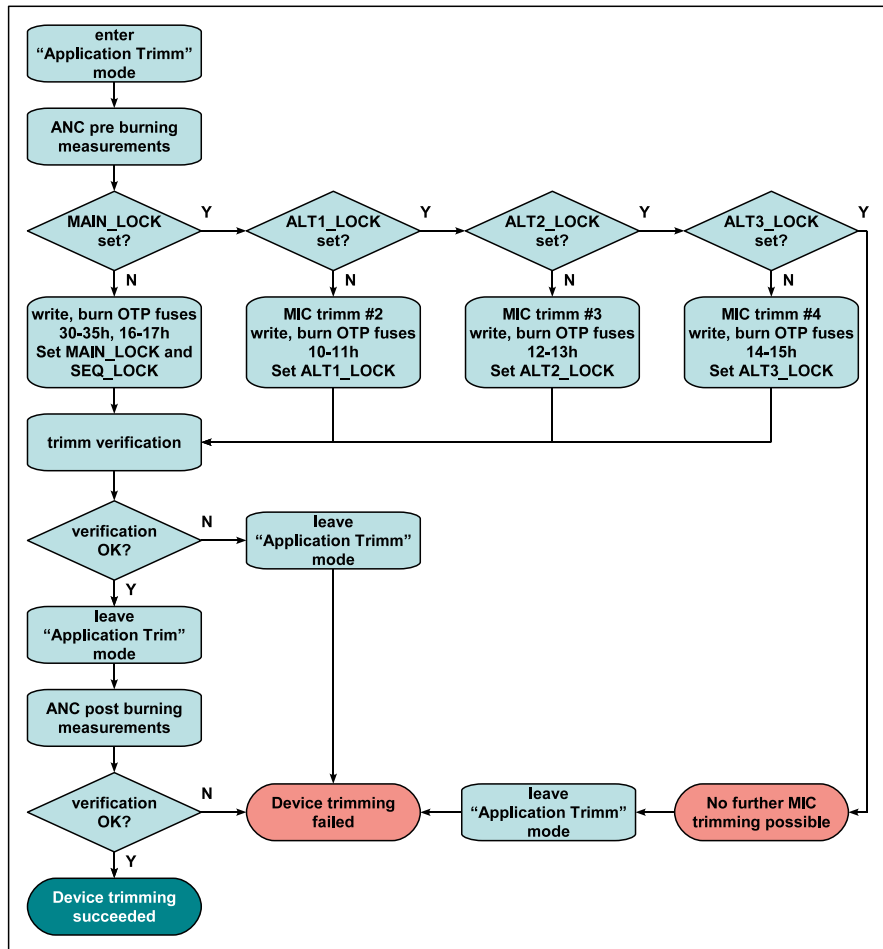 enter
“Application Trimm”
mode
ANC pre burning
measurements
MAIN_LOCK
set?
Y
N
ALT1_LOCK
set?
Y
N
ALT2_LOCK
set?
Y
N
ALT3_LOCK
set?
Y
N
write, burn OTP fuses
30-35h, 16-17h
Set MAIN_LOCK and
SEQ_LOCK
MIC trimm #2
write, burn OTP fuses
10-11h
Set ALT1_LOCK
MIC trimm #3
write, burn OTP fuses
12-13h
Set ALT2_LOCK
MIC trimm #4
write, burn OTP fuses
14-15h
Set ALT3_LOCK
trimm verification
verification
OK?
N
Y
leave
“Application Trimm”
mode
leave
“Application Trim”
mode
ANC post burning
measurements
verification
OK?
N
Y
Device trimming
failed
leave
“Application Trimm”
mode
No further MIC
trimming possible
Device trimming
succeeded